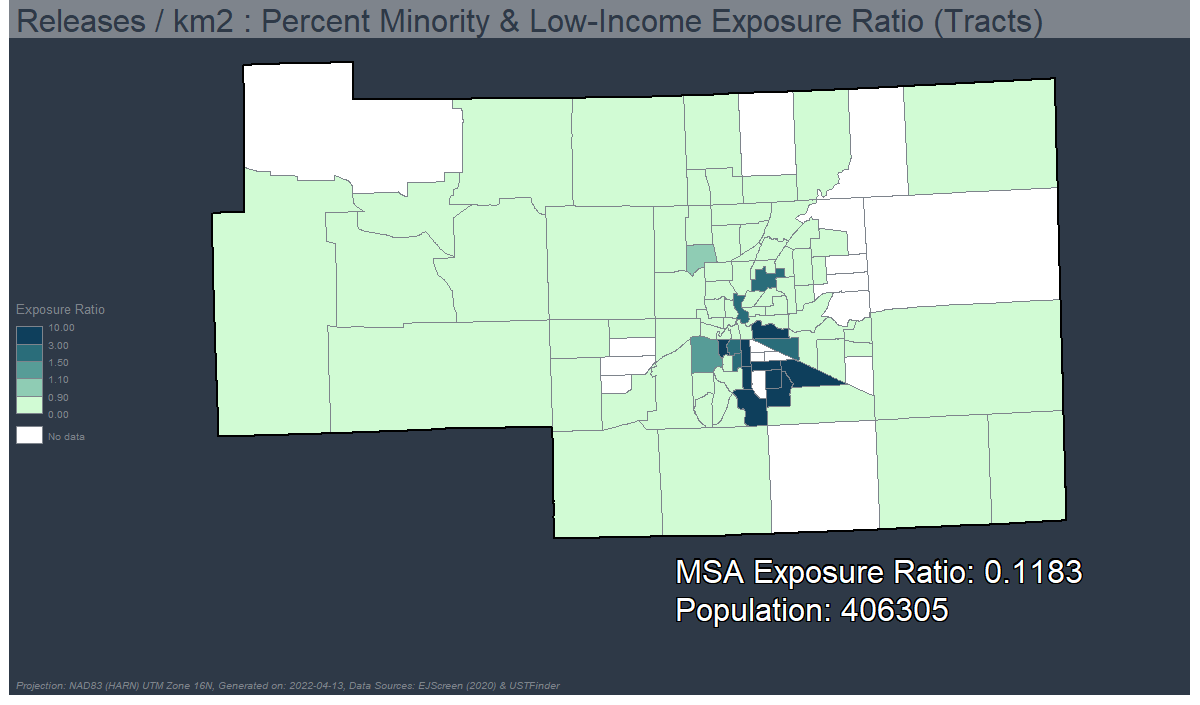 Releases / km2 : Percent Minority & Low-Income Exposure Ratio (Tracts)
Exposure Ratio
10.00
3.00
1.50
1.10
0.90
0.00
No data
MSA Exposure Ratio: 0.1183
Population: 406305
Projection: NAD83 (HARN) UTM Zone 16N, Generated on: 2022-04-13, Data Sources: EJScreen (2020) & USTFinder